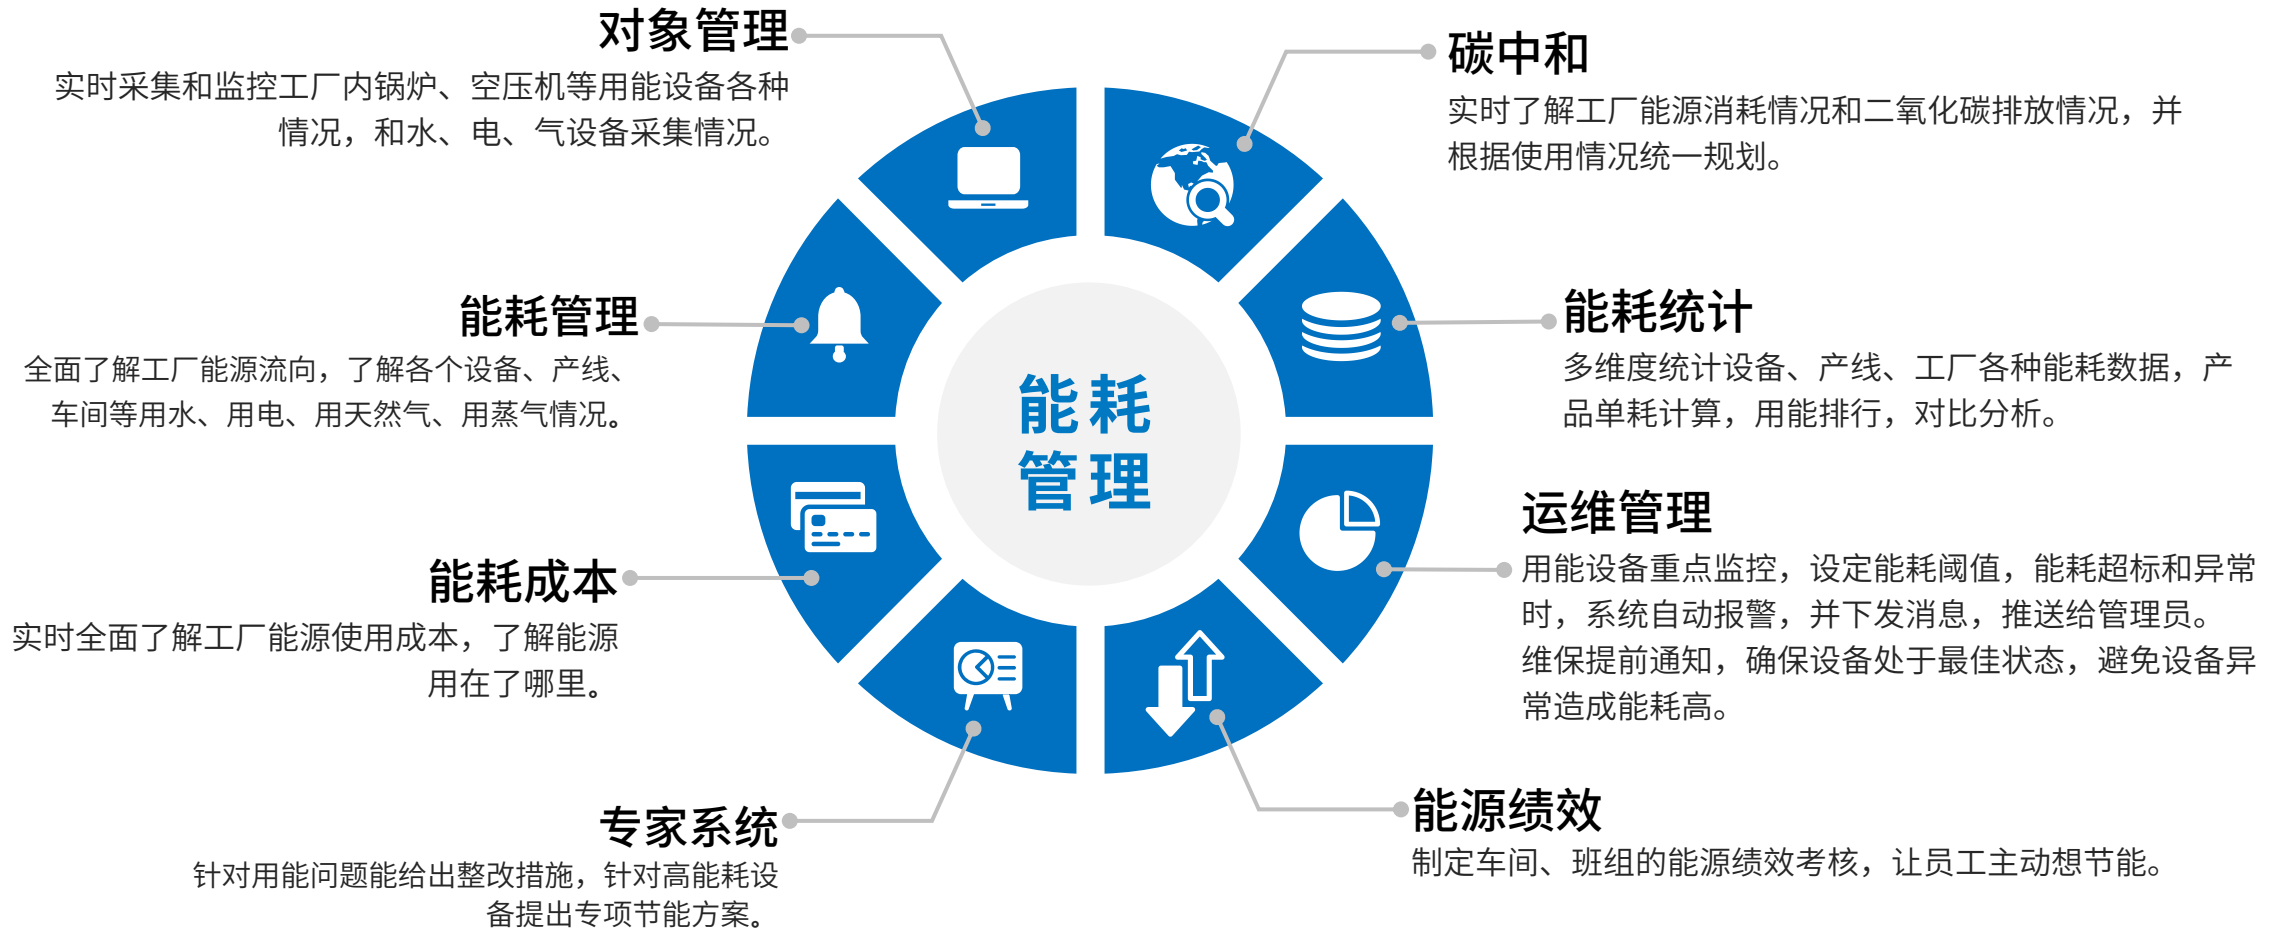 对象管理
实时采集和监控工厂内锅炉、空压机等用能设备各种
情况，和水、电、气设备采集情况。
碳中和
实时了解工厂能源消耗情况和二氧化碳排放情况，并
根据使用情况统一规划。
能耗管理
全面了解工厂能源流向，了解各个设备、产线、
车间等用水、用电、用天然气、用蒸气情况。
能耗统计
多维度统计设备、产线、工厂各种能耗数据，产
品单耗计算，用能排行，对比分析。
能耗
管理
能耗成本
实时全面了解工厂能源使用成本，了解能源
用在了哪里。
运维管理
用能设备重点监控，设定能耗阈值，能耗超标和异常
时，系统自动报警，并下发消息，推送给管理员。
维保提前通知，确保设备处于最佳状态，避免设备异
常造成能耗高。
专家系统
针对用能问题能给出整改措施，针对高能耗设
备提出专项节能方案。
能源绩效
制定车间、班组的能源绩效考核，让员工主动想节能。